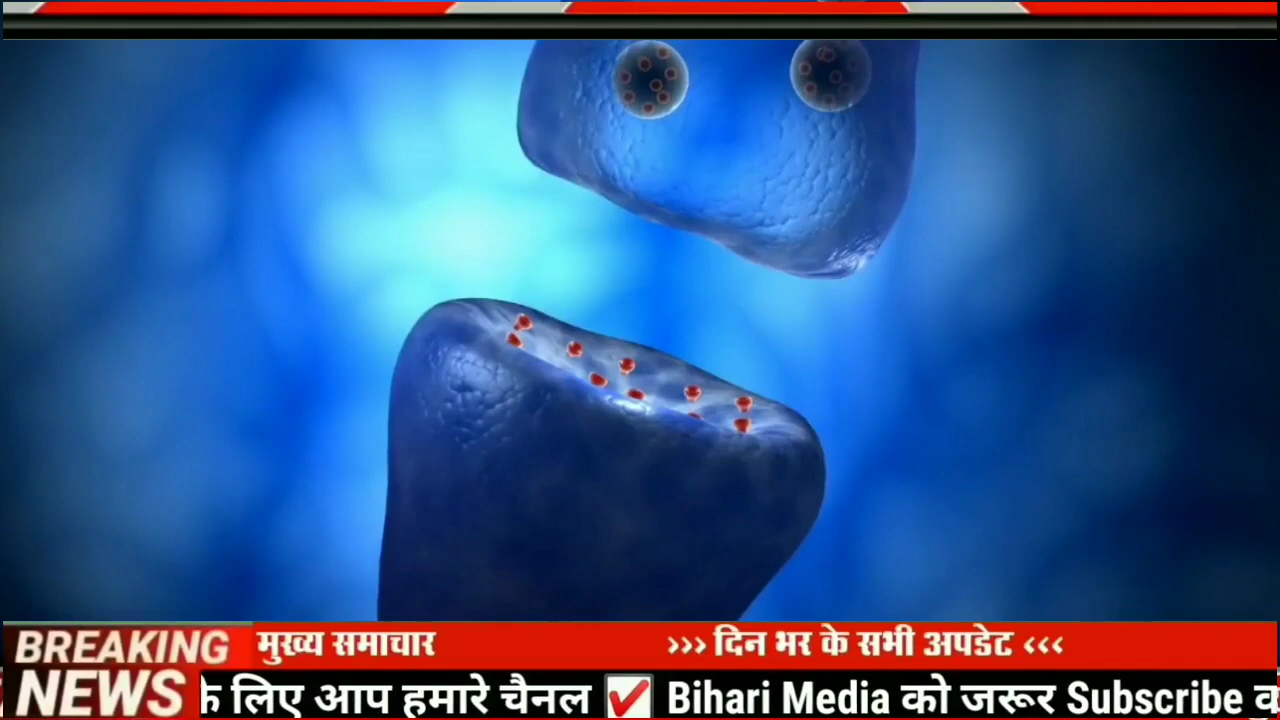 BREAKING
NEWS
मुख्य समाचार
>>> दिन भर के सभी अपडेट <<<
लिए आप हमारे चैनल ✅ Bihari Media को जरूर Subscribe